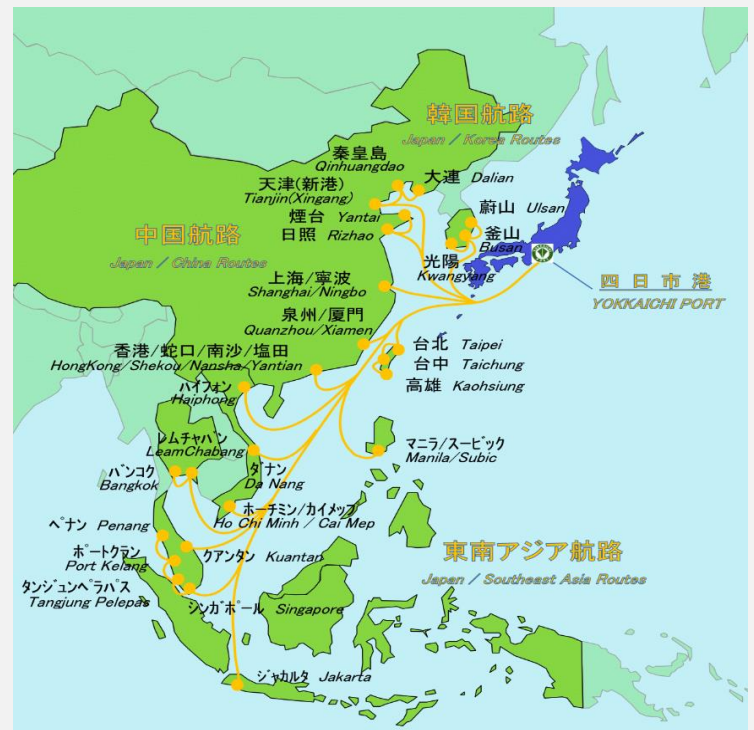 韓国航路
Japan / Korea Routes
秦皇島
Qinhuangdao
天津(新港)
Tianjin(Xingang)
大連 Dalian
煙台 Yantai
蔚山 Ulsan
日照 Rizhao
釜山
Busan
中国航路
Japan / China Routes
光陽
Kwangyang
四日市港
YOKKAICHI PORT
上海/寧波
Shanghai/Ningbo
泉州/厦門
Quanzhou/Xiamen
香港/蛇口/南沙/塩田
HongKong/Shekou/Nansha/Yantian
台北 Taipei
台中 Taichung
高雄 Kaohsiung
ハイフォン
Haiphong
レムチャバン
LeamChabang
マニラ/スービック
Manila/Subic
バンコク
Bangkok
ダナン
Da Nang
ホーチミン/カイメップ
Ho Chi Minh / Cai Mep
ペナン Penang
ポートクラン
Port Kelang
クアンタン Kuantan
東南アジア航路
Japan / Southeast Asia Routes
タンジュンペラパス
Tangjung Pelepas
シンガポール Singapore
ジャカルタ Jakarta